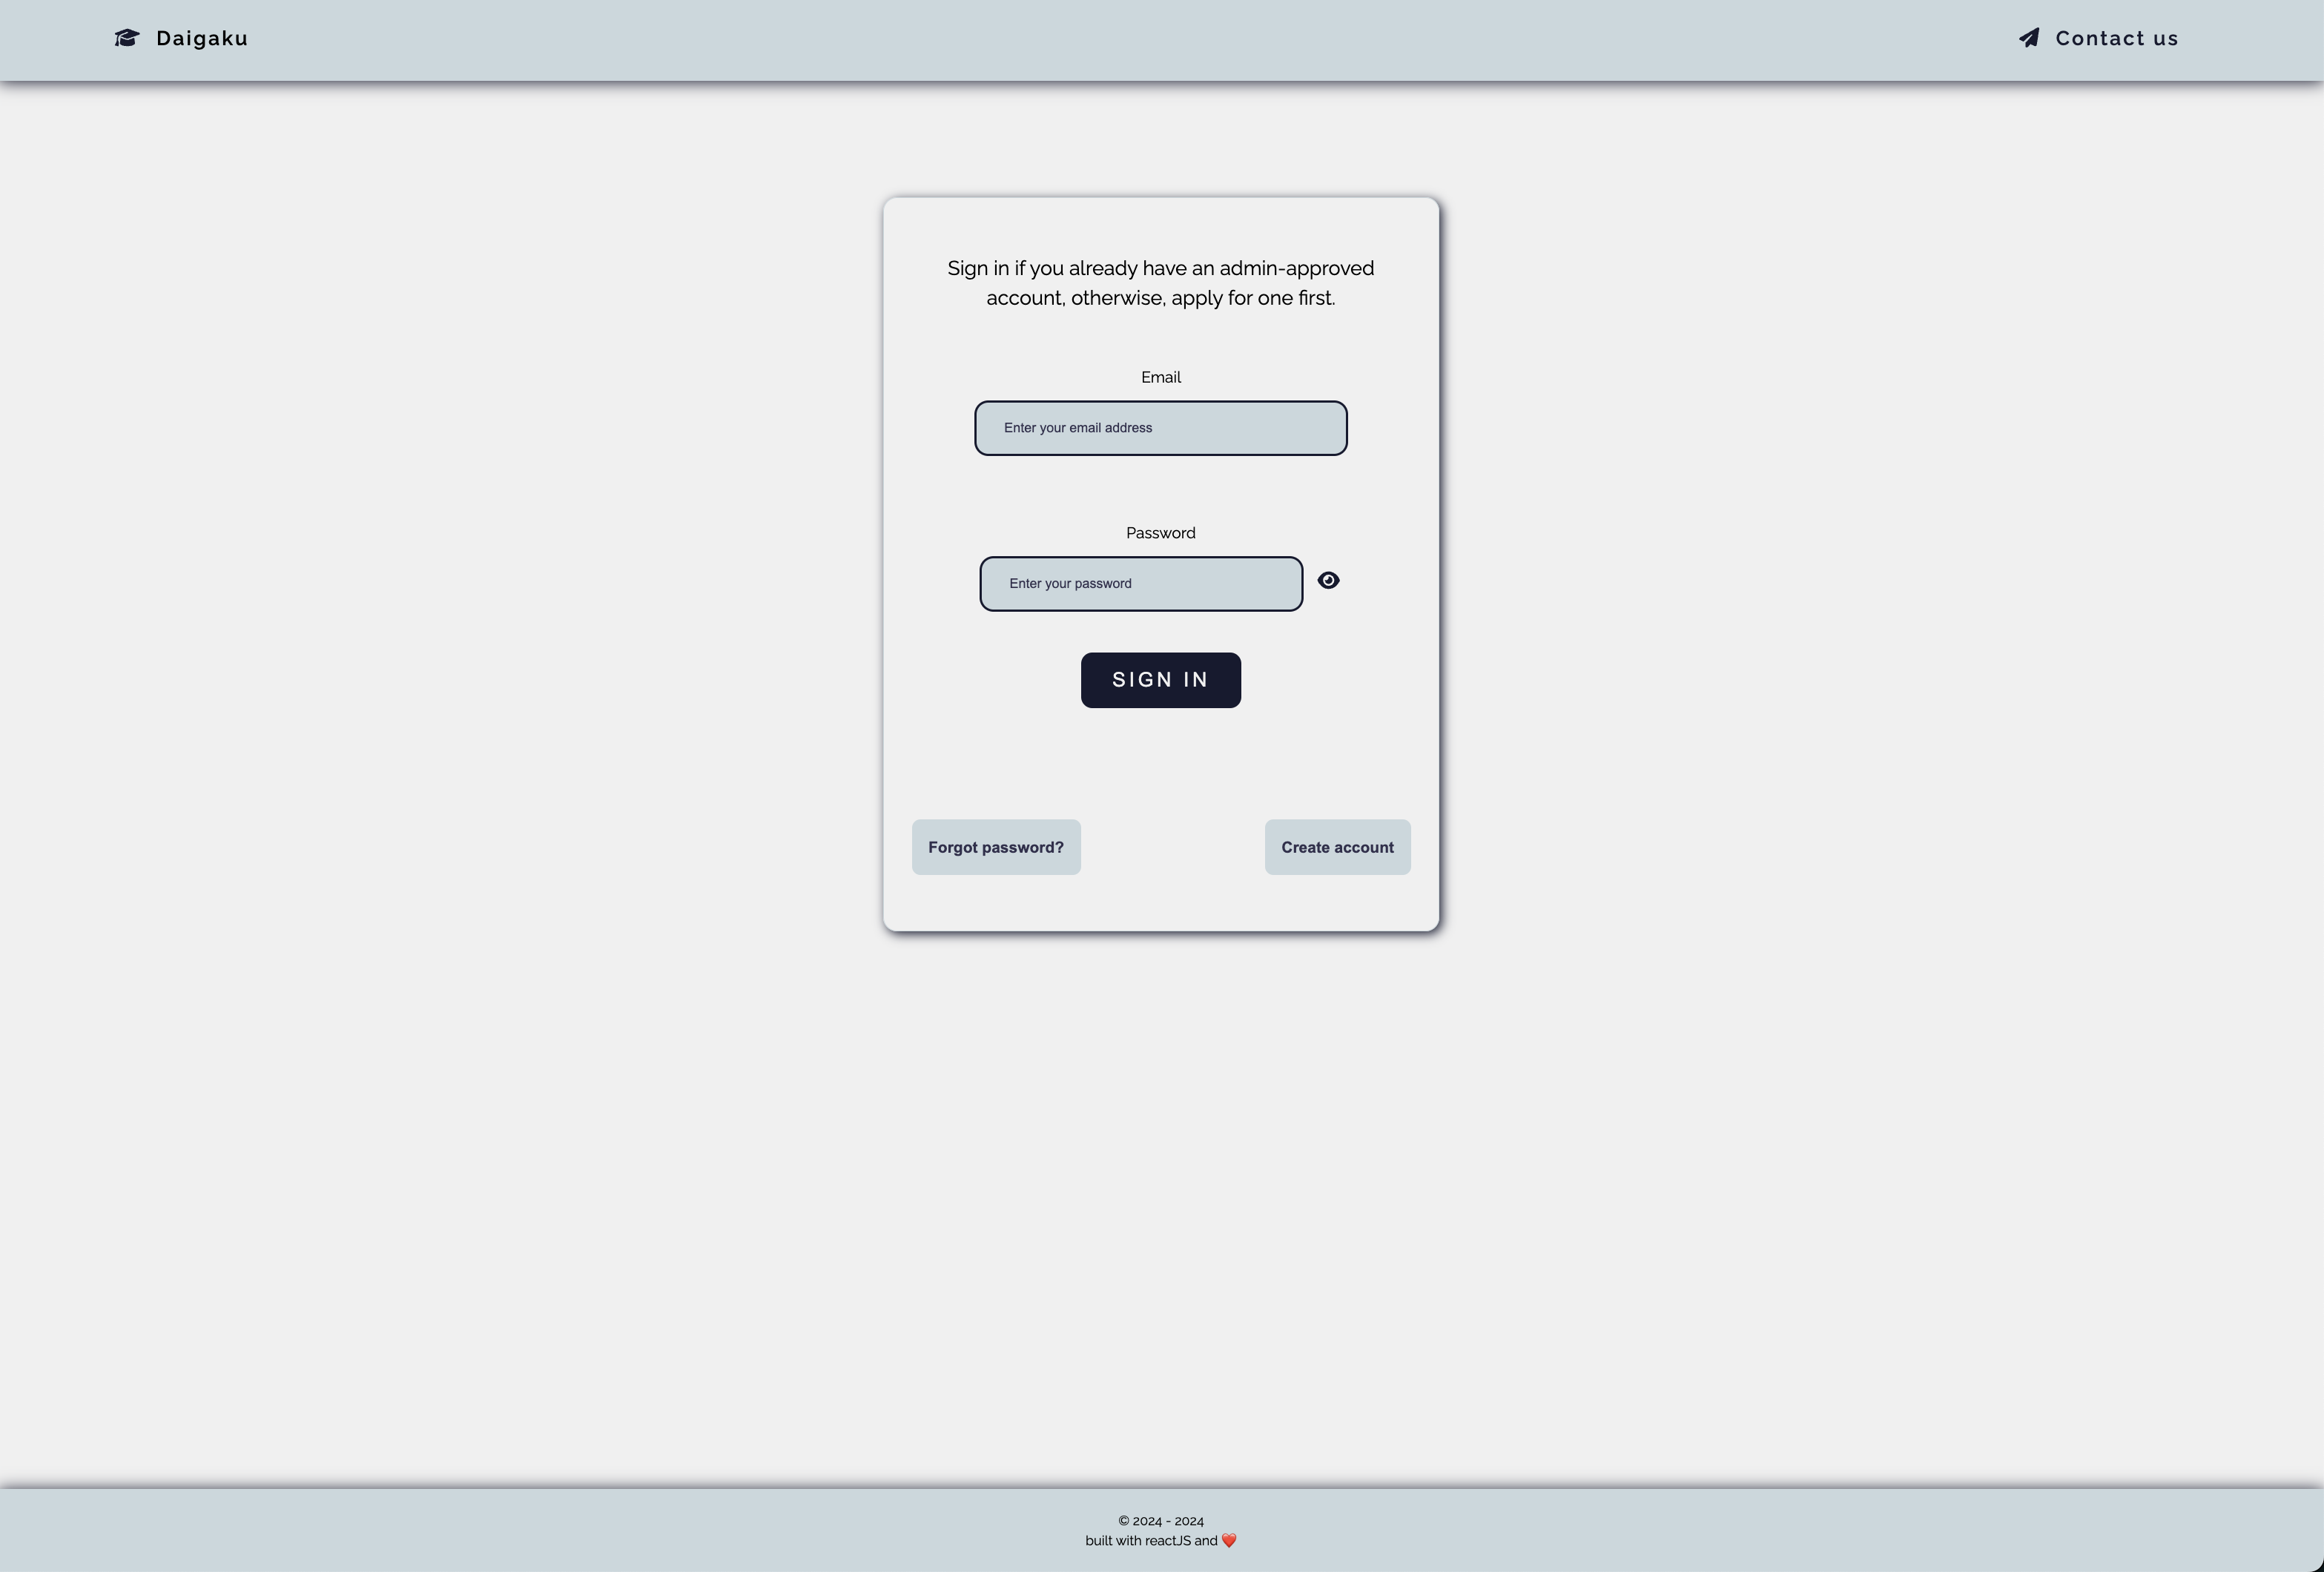 Daigaku
Contact us
Sign in if you already have an admin-approved
account, otherwise, apply for one first.
Email
Enter your email address
Password
Enter your password
SIGN IN
Forgot password?
Create account
© 2024 - 2024
built with reactJS and ❤️